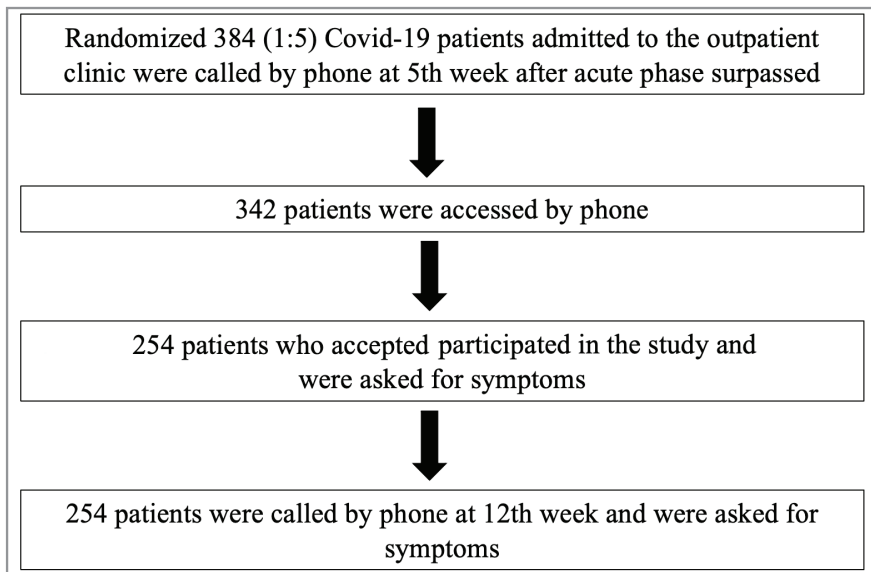 Randomized 384 (1:5) Covid-19 patients admitted to the outpatient
clinic were called by phone at 5th week after acute phase surpassed
342 patients were accessed by phone
254 patients who accepted participated in the study and
were asked for symptoms
254 patients were called by phone at 12th week and were asked for
symptoms